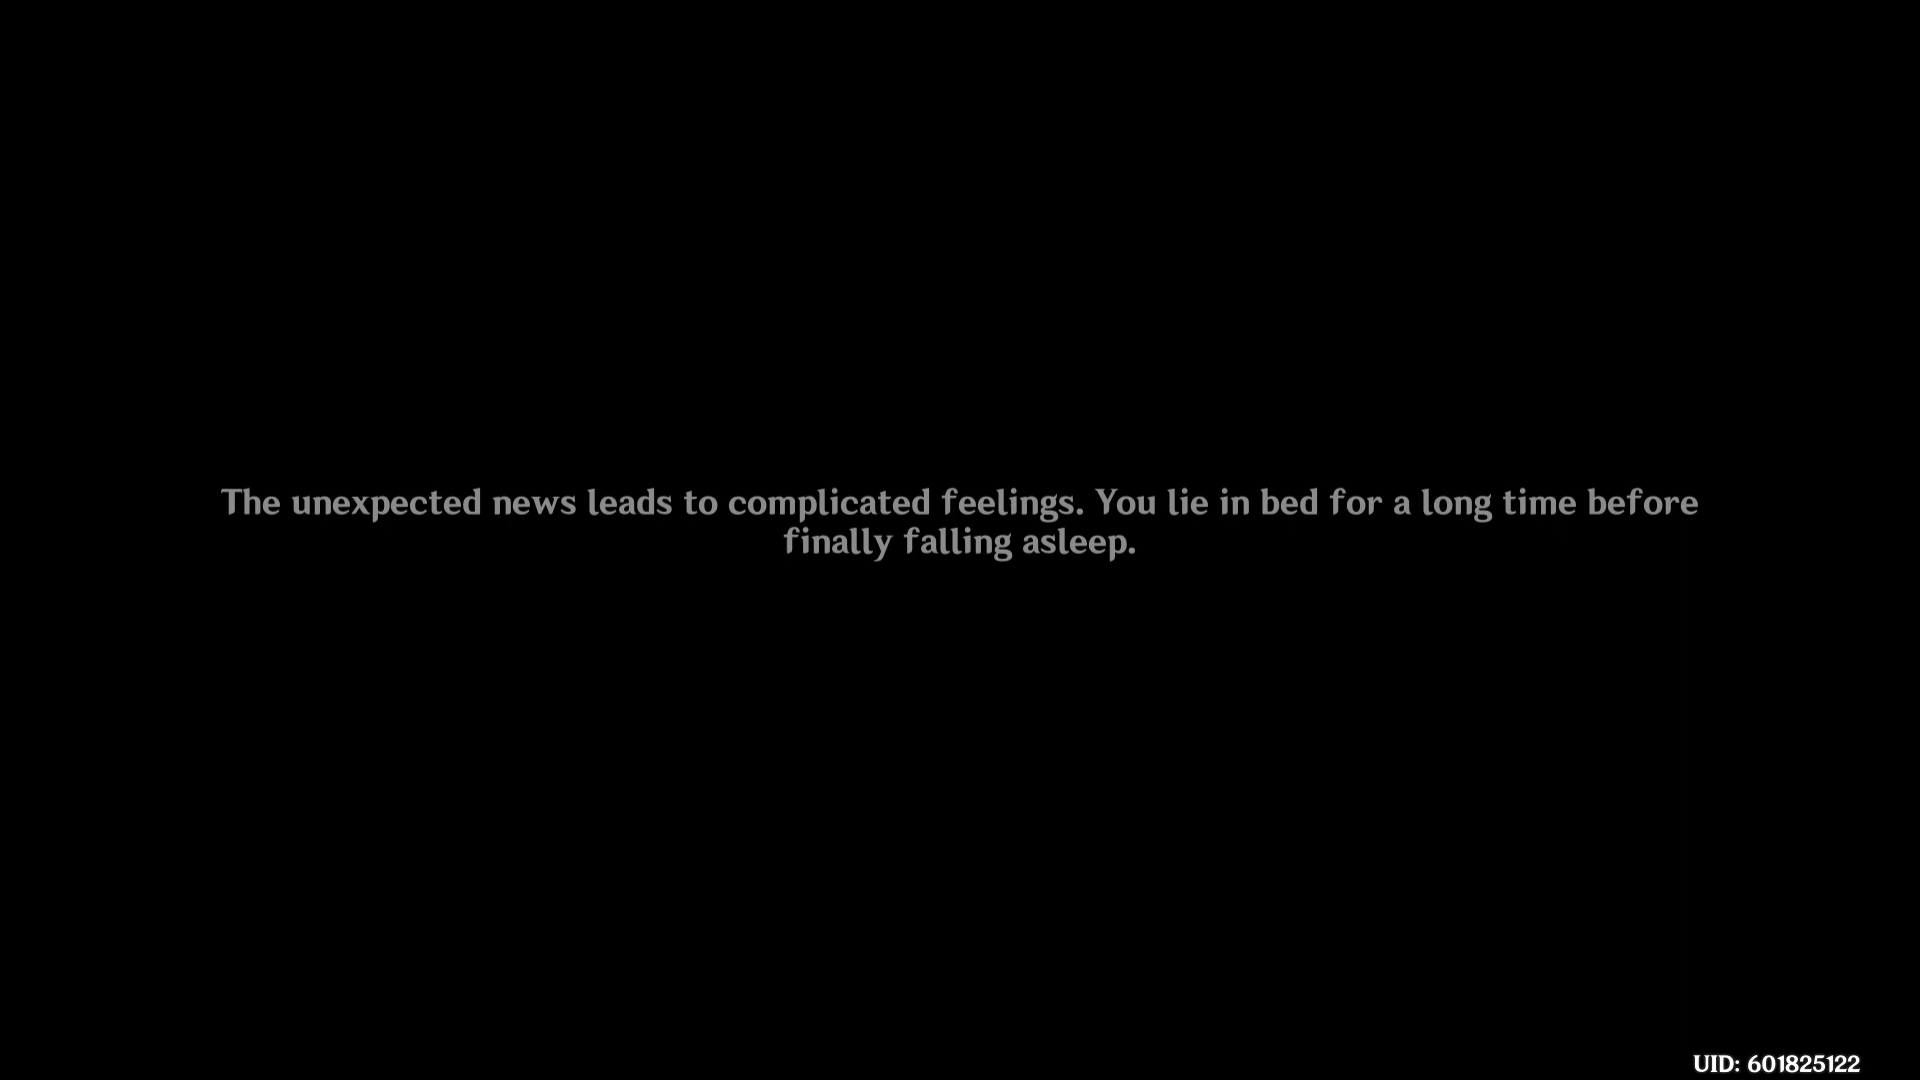 The unexpected news leads to complicated feelings. You lie in bed for a long time before
finally falling asleep.
UID: 601825122